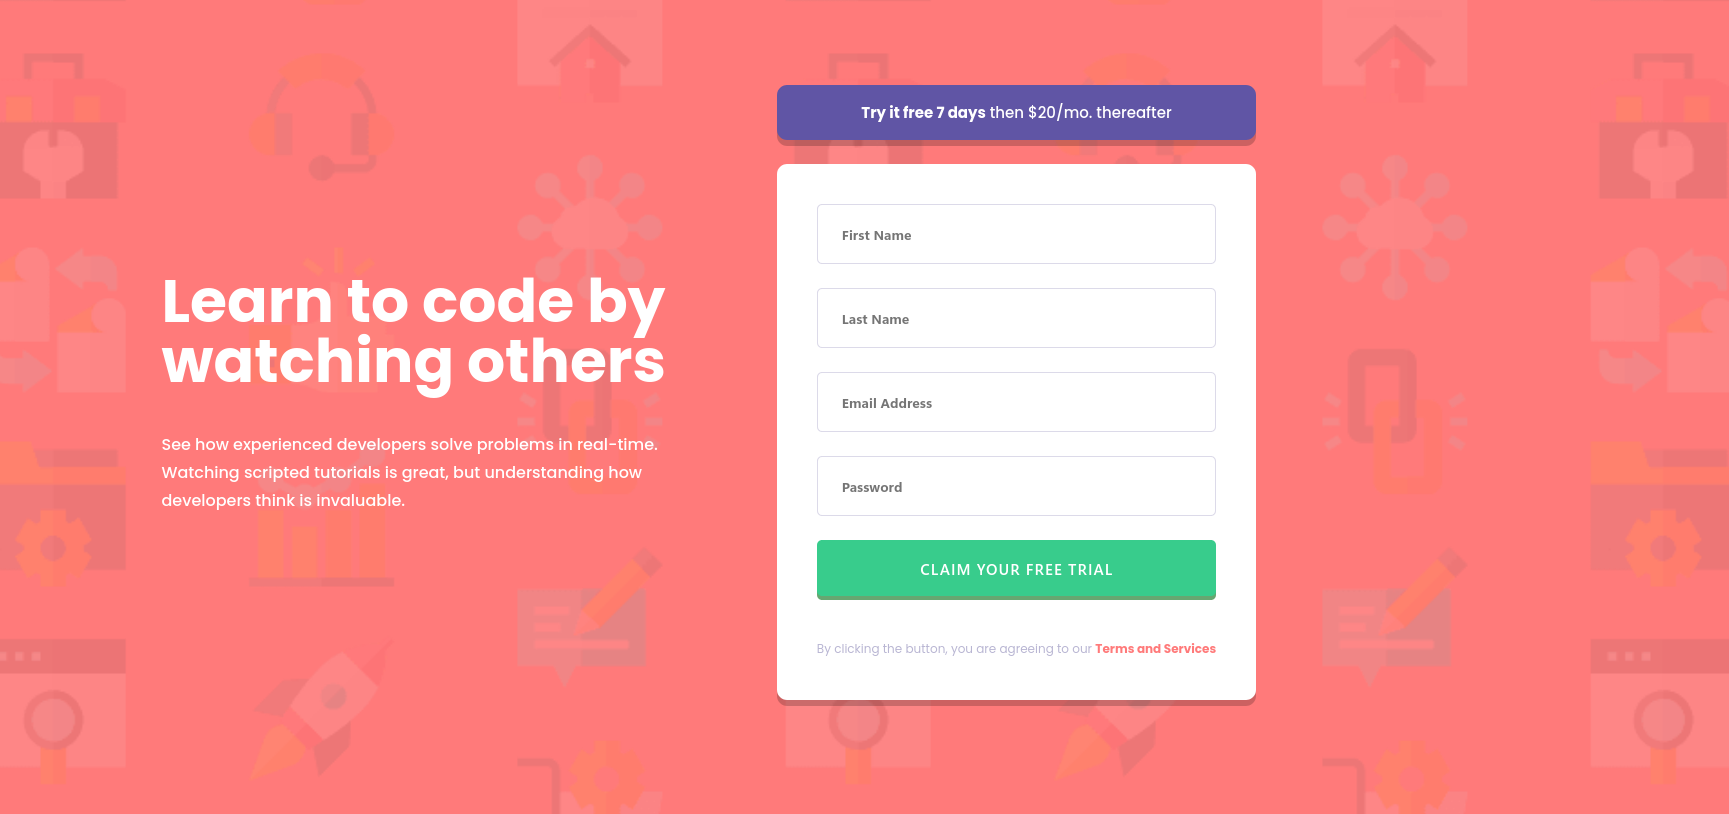 Learn to code by
watching others
See how experienced developers solve problems in real-time.
Watching scripted tutorials is great, but understanding how
developers think is invaluable.
Try it free 7 days then $20/mo. thereafter
First Name
Last Name
Email Address
Password
CLAIM YOUR FREE TRIAL
By clicking the button, you are agreeing to our Terms and Services